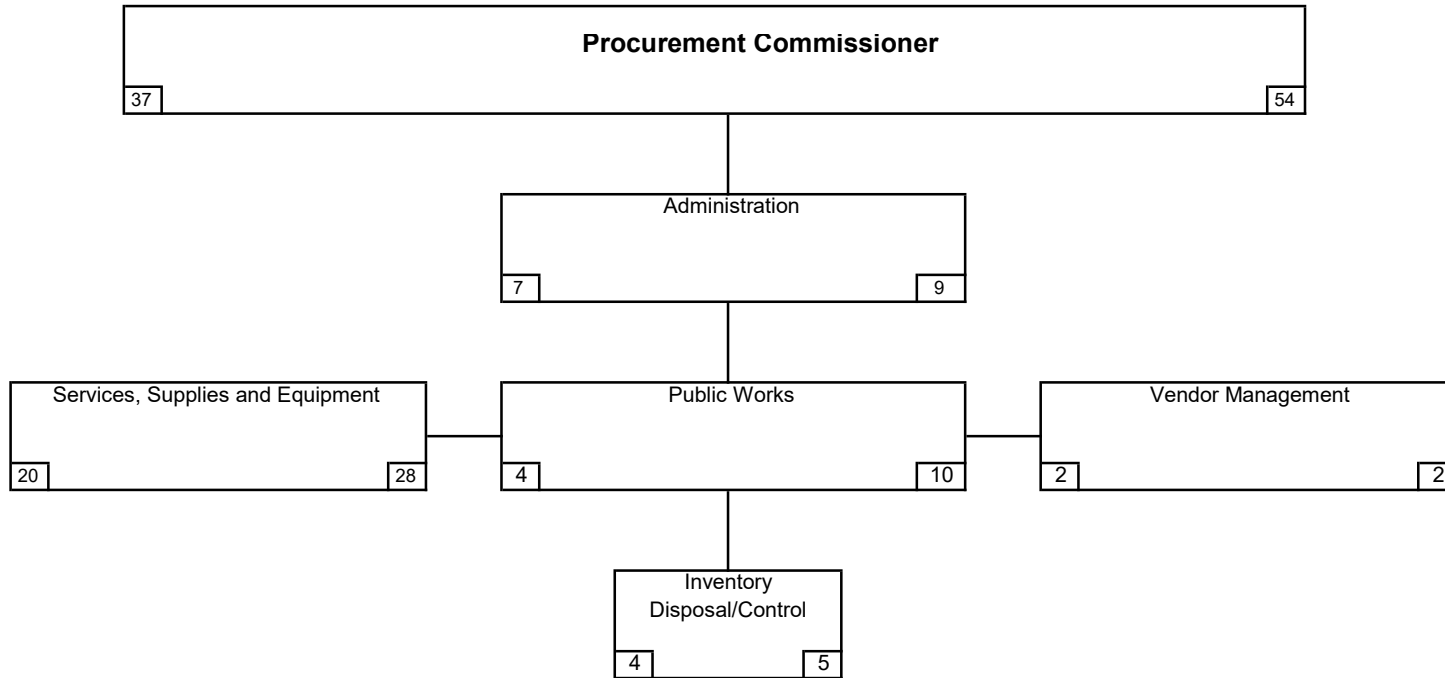 Procurement Commissioner
37 54
Administration
7 9
Services, Supplies and Equipment
20 28
Public Works
4 10
Vendor Management
2 2
Inventory
Disposal/Control
4 5